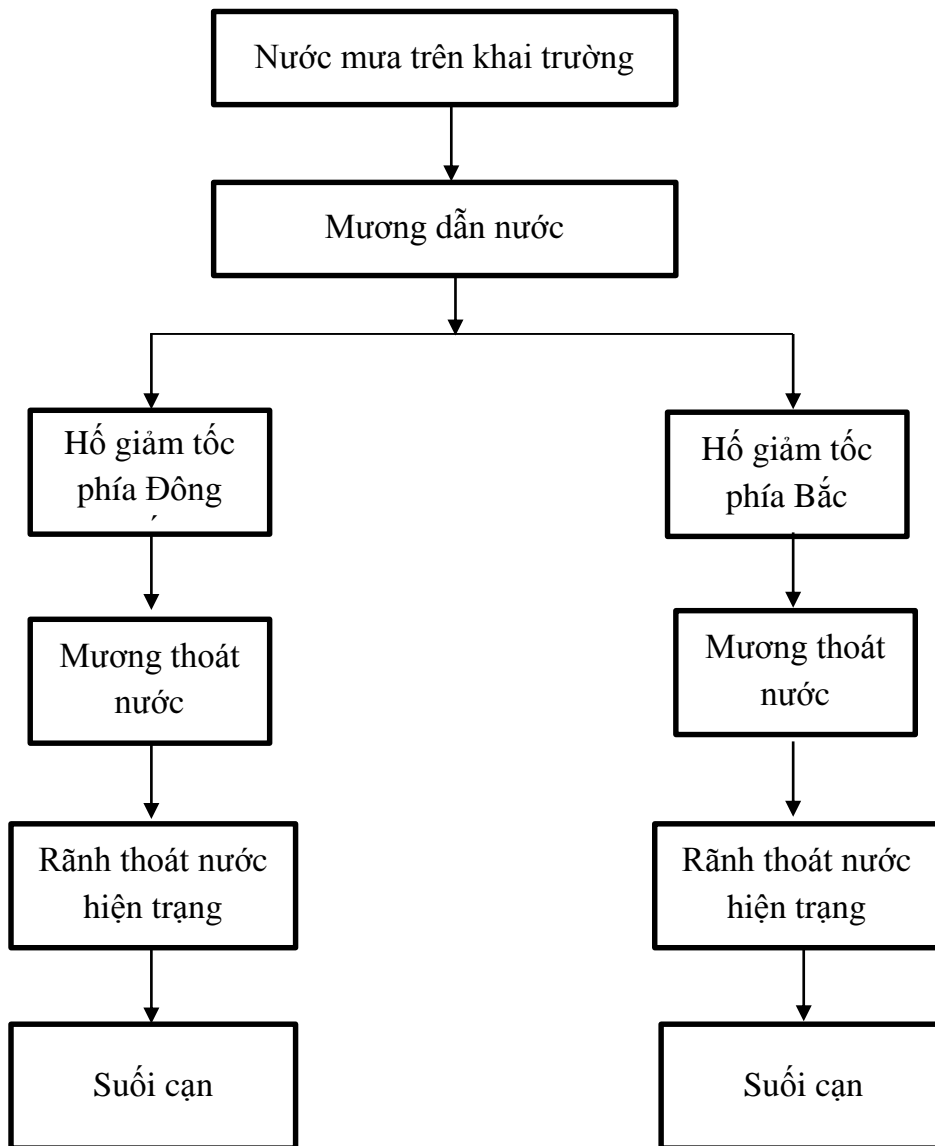 Nước mưa trên khai trường
Mương dẫn nước
Hố giảm tốc
phía Đông
Hố giảm tốc
phía Bắc
Mương thoát
nước
Mương thoát
nước
Rãnh thoát nước
hiện trạng
Rãnh thoát nước
hiện trạng
Suối cạn
Suối cạn